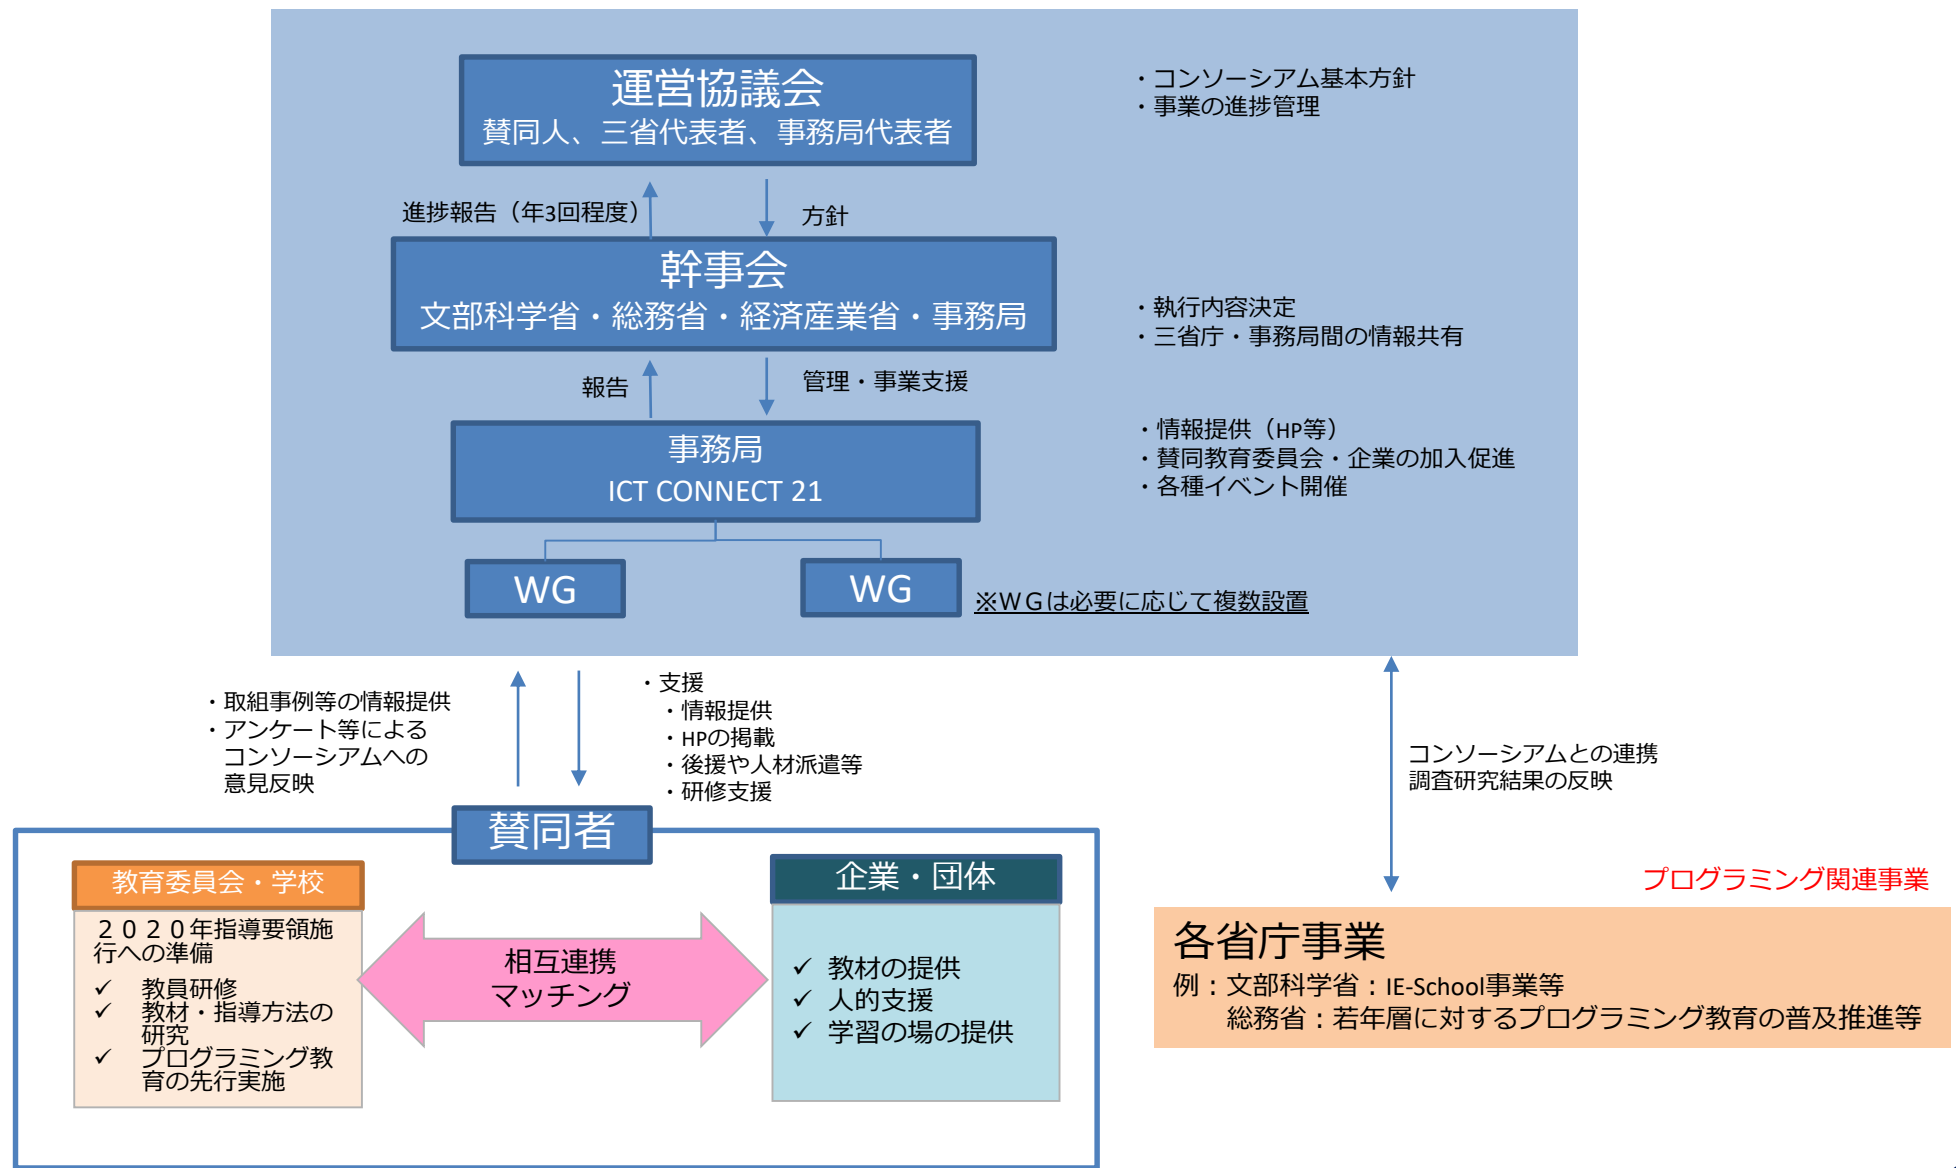 運営協議会
賛同人、三省代表者、事務局代表者
・コンソーシアム基本方針
・事業の進捗管理
進捗報告（年3回程度）
方針
幹事会
文部科学省・総務省・経済産業省・事務局
・執行内容決定
・三省庁・事務局間の情報共有
報告
管理・事業支援
事務局
ICT CONNECT 21
・情報提供（HP等）
・賛同教育委員会・企業の加入促進
・各種イベント開催
WG
WG
※ＷＧは必要に応じて複数設置
・取組事例等の情報提供
・アンケート等による
コンソーシアムへの
意見反映
・支援
・情報提供
・HPの掲載
・後援や人材派遣等
・研修支援
コンソーシアムとの連携
調査研究結果の反映
賛同者
教育委員会・学校
２０２０年指導要領施
行への準備
✓ 教員研修
✓ 教材・指導方法の
研究
✓ プログラミング教
育の先行実施
相互連携
マッチング
企業・団体
✓ 教材の提供
✓ 人的支援
✓ 学習の場の提供
プログラミング関連事業
各省庁事業
例：文部科学省：IE-School事業等
総務省：若年層に対するプログラミング教育の普及推進等